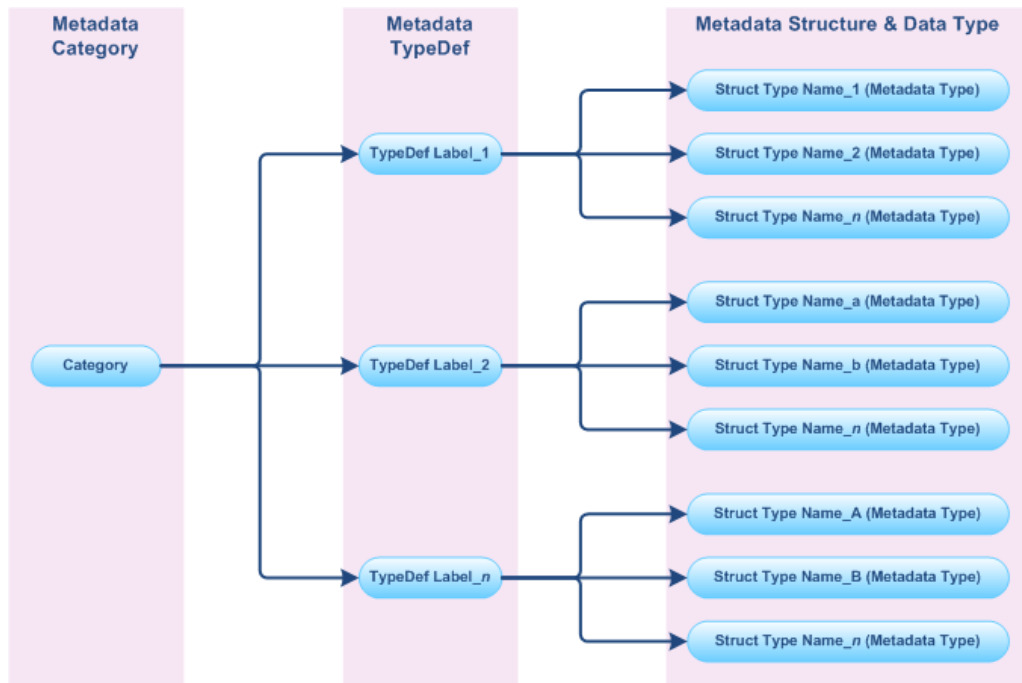 Metadata
Category
Metadata
TypeDef
Metadata Structure & Data Type
Struct Type Name_1 (Metadata Type)
TypeDef Label_1
Struct Type Name_2 (Metadata Type)
Struct Type Name_n (Metadata Type)
Struct Type Name_a (Metadata Type)
Category
TypeDef Label_2
Struct Type Name_b (Metadata Type)
Struct Type Name_n (Metadata Type)
Struct Type Name_A (Metadata Type)
TypeDef Label_n
Struct Type Name_B (Metadata Type)
Struct Type Name_n (Metadata Type)